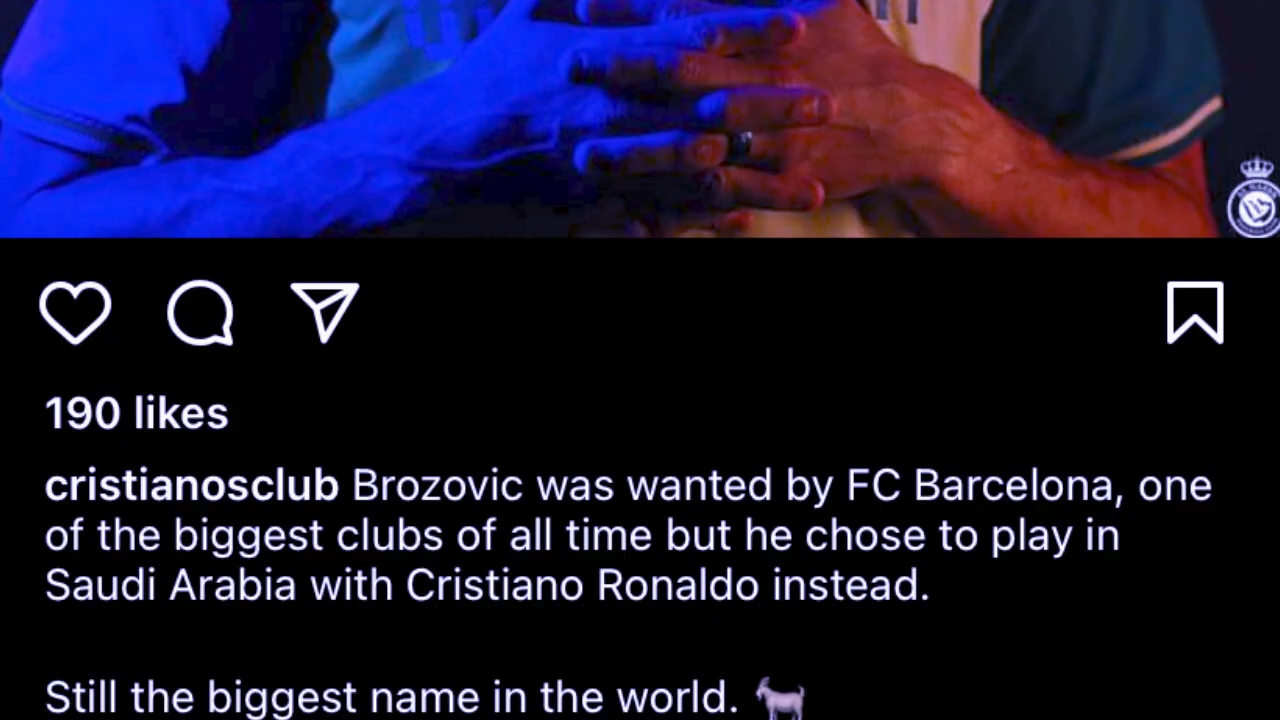 190 likes
cristianosclub Brozovic was wanted by FC Barcelona, one
of the biggest clubs of all time but he chose to play in
Saudi Arabia with Cristiano Ronaldo instead.
Still the biggest name in the world. 🐐